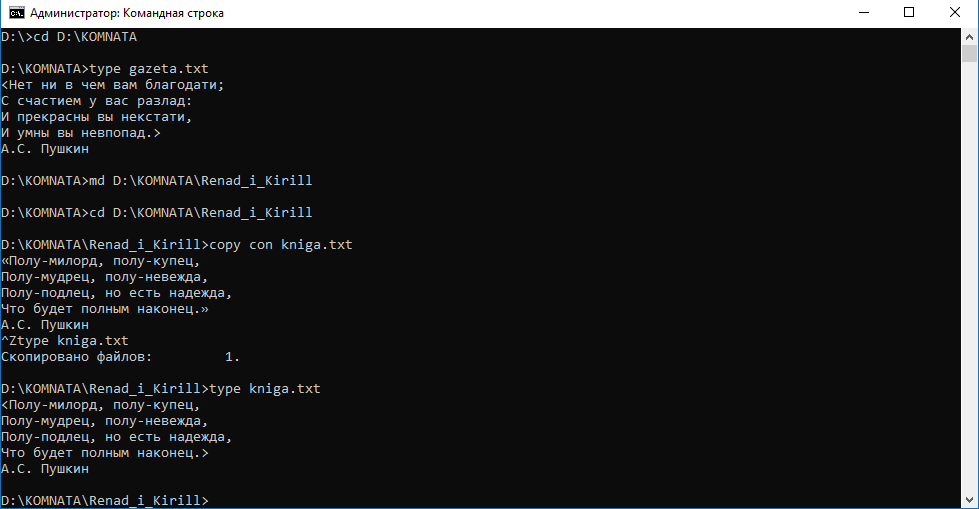 Администратор: Командная строка
D:\>cd D:\KOMNATA
D:\KOMNATA>type gazeta.txt
<Нет ни в чем вам благодати;
С счастием у вас разлад:
И прекрасны вы некстати,
И умны вы невпопад.>
А.С. Пушкин
D:\KOMNATA>md D:\KOMNATA\Renad_i_Kirill
D:\KOMNATA>cd D:\KOMNATA\Renad_i_Kirill
D:\KOMNATA\Renad_i_Kirill>copy con kniga.txt
«Полу-милорд, полу-купец,
Полу-мудрец, полу-невежда,
Полу-подлец, но есть надежда,
Что будет полным наконец.»
А.С. Пушкин
^Ztype kniga.txt
Скопировано файлов:         1.
D:\KOMNATA\Renad_i_Kirill>type kniga.txt
<Полу-милорд, полу-купец,
Полу-мудрец, полу-невежда,
Полу-подлец, но есть надежда,
Что будет полным наконец.>
А.С. Пушкин
D:\KOMNATA\Renad_i_Kirill>